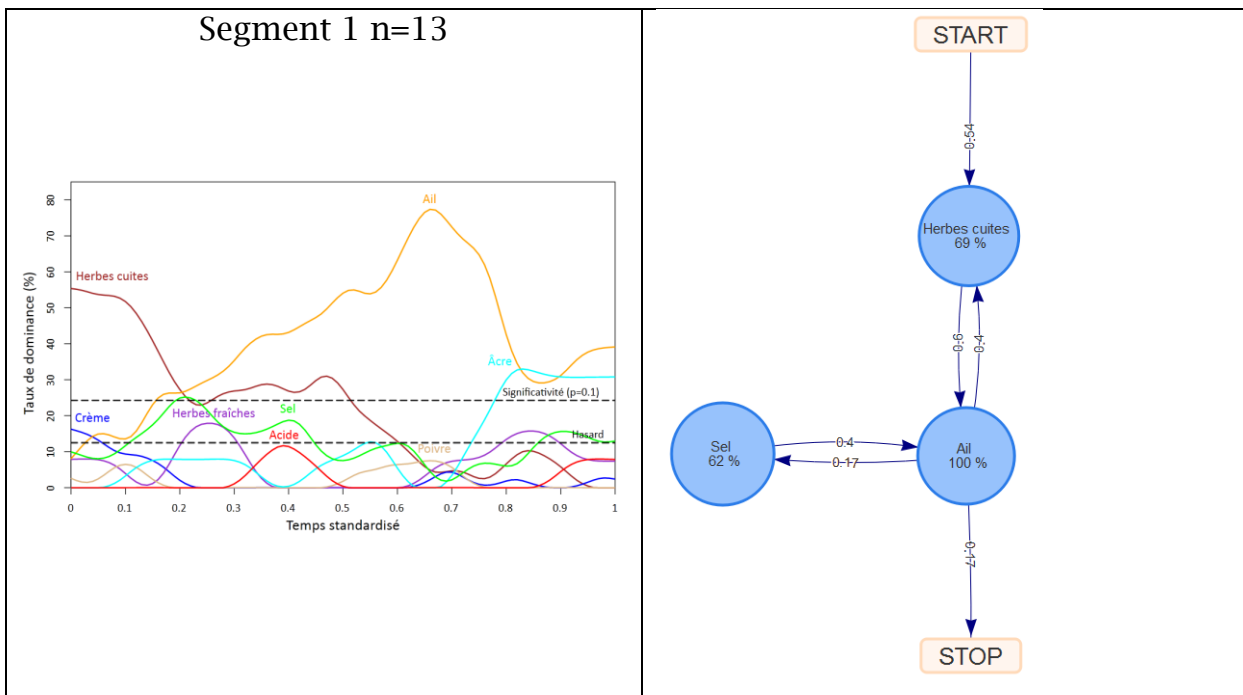 Segment 1 n=13
Taux de dominance (%)
80
70
60
50
40
30
20
10
0
Ail
Herbes cuites
Âcre
Significativité (p=0.1)
Crème
Herbes fraîches
Sel
Acide
Hasard
Poivre
0 0.1 0.2 0.3 0.4 0.5 0.6 0.7 0.8 0.9 1
Temps standardisé
START
0.54
Herbes cuites
69 %
0.6
0.4
Sel
62 %
0.4
0.17
Ail
100 %
0.17
STOP